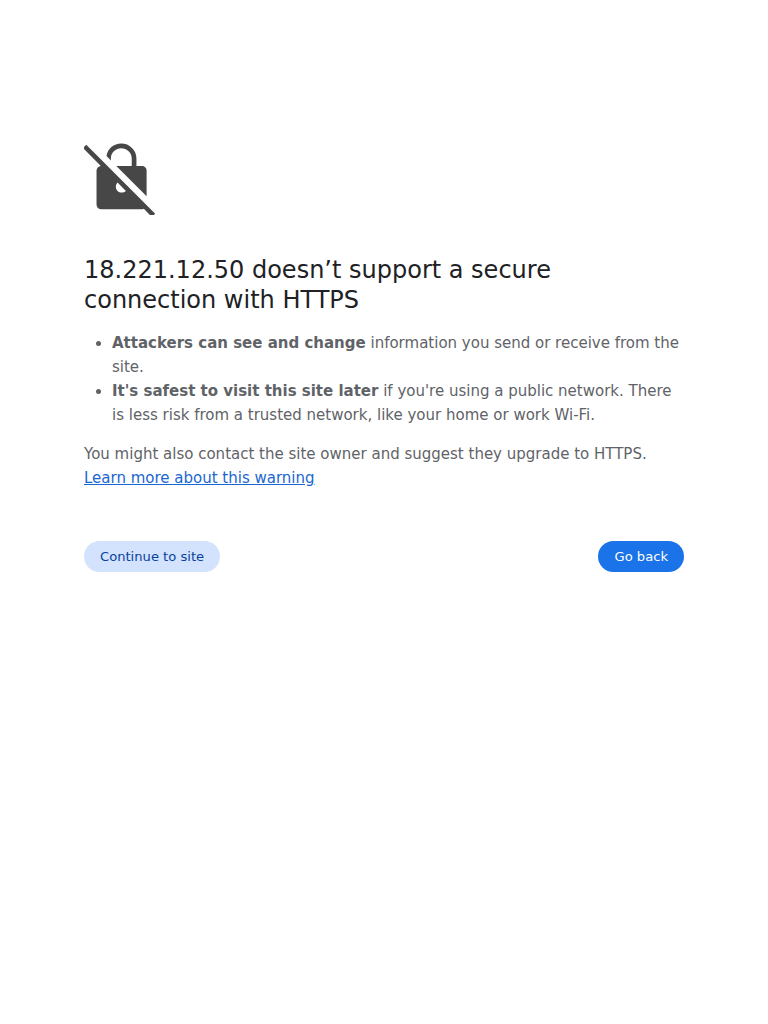 18.221.12.50 doesn’t support a secure
connection with HTTPS
Attackers can see and change information you send or receive from the
site.
It's safest to visit this site later if you're using a public network. There
is less risk from a trusted network, like your home or work Wi-Fi.
You might also contact the site owner and suggest they upgrade to HTTPS.
Learn more about this warning
Continue to site
Go back